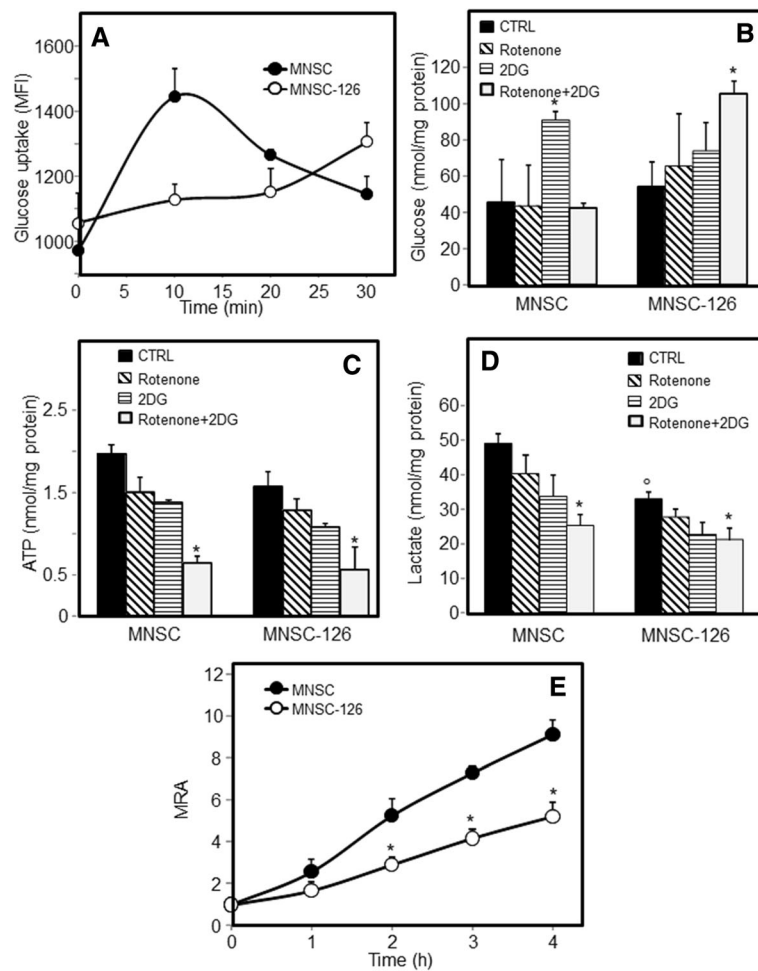 A
Glucose uptake (MFI)
1600
1400
1200
1000
MNSC
MNSC-126
0 5 10 15 20 25 30
Time (min)
B
Glucose (nmol/mg protein)
120
100
80
60
40
20
0
CTRL
Rotenone
2DG
Rotenone+2DG
*
*
MNSC MNSC-126
C
ATP (nmol/mg protein)
2.5
1.5
0.5
0
CTRL
Rotenone
2DG
Rotenone+2DG
*
*
MNSC MNSC-126
D
Lactate (nmol/mg protein)
60
50
40
30
20
10
0
CTRL
Rotenone
2DG
Rotenone+2DG
*
°
*
MNSC MNSC-126
E
MRA
12
10
8
6
4
2
0
MNSC
MNSC-126
*
*
*
0 1 2 3 4
Time (h)